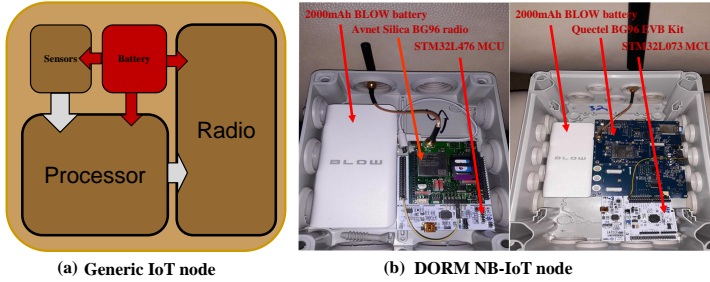 Sensors
Battery
Processor
Radio
(a) Generic IoT node
2000mAh BLOW battery
Avnet Silica BG96 radio
STM32L476 MCU
BLOW
2000mAh BLOW battery
Quectel BG96 EVB Kit
STM32L073 MCU
BLOW
(b) DORM NB-IoT node